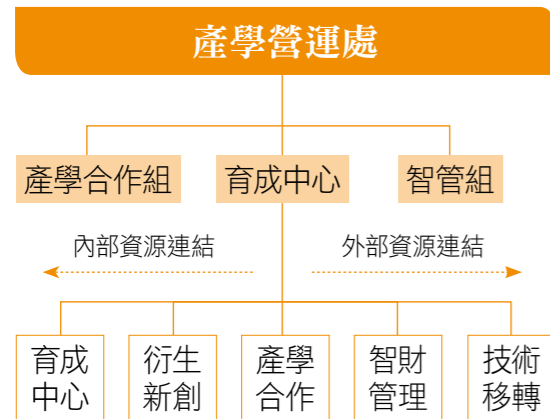 產學營運處
產學合作組 育成中心 智管組
內部資源連結 外部資源連結
育成 衍生 產學 智財 技術
中心 新創 合作 管理 移轉